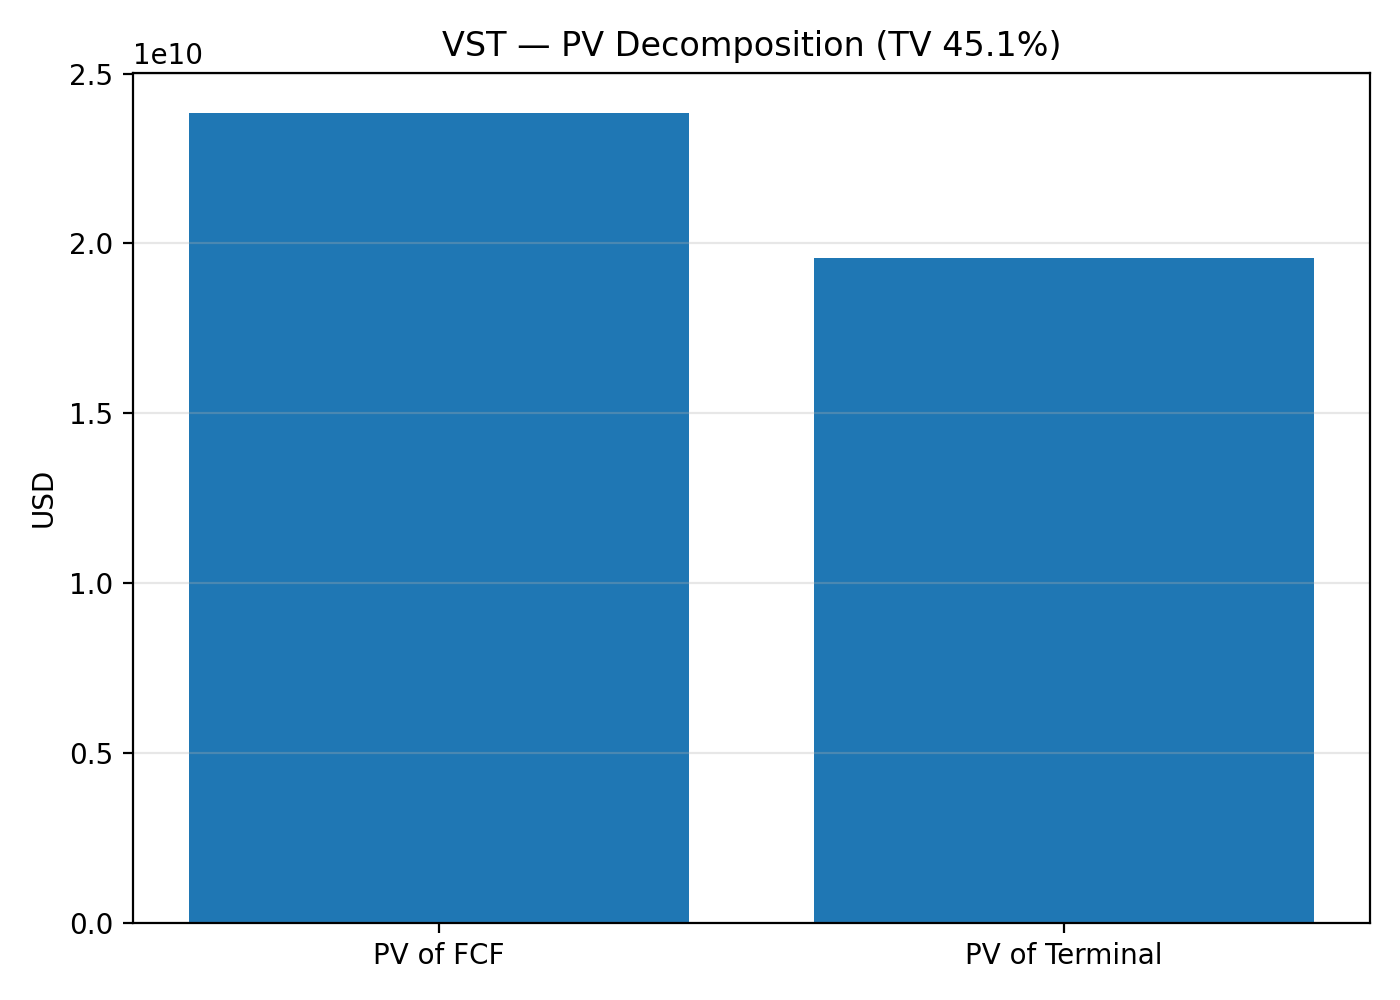 VST — PV Decomposition (TV 45.1%)
1e10
2.5
2.0
1.5
1.0
0.5
0.0
USD
PV of FCF
PV of Terminal